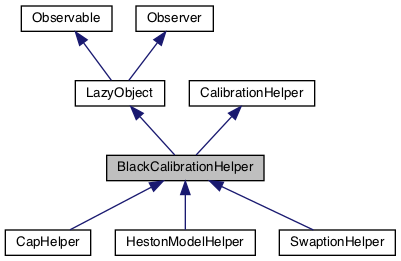 Observable Observer
LazyObject CalibrationHelper
BlackCalibrationHelper
CapHelper HestonModelHelper SwaptionHelper